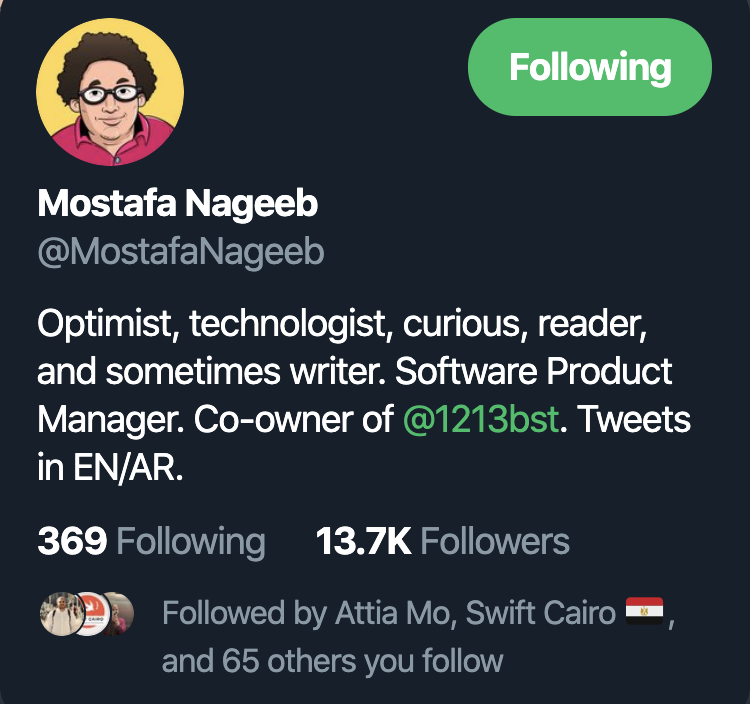 Following
Mostafa Nageeb
@MostafaNageeb
Optimist, technologist, curious, reader,
and sometimes writer. Software Product
Manager. Co-owner of @1213bst. Tweets
in EN/AR.
369 Following 13.7K Followers
Followed by Attia Mo, Swift Cairo 🇪🇬,
and 65 others you follow